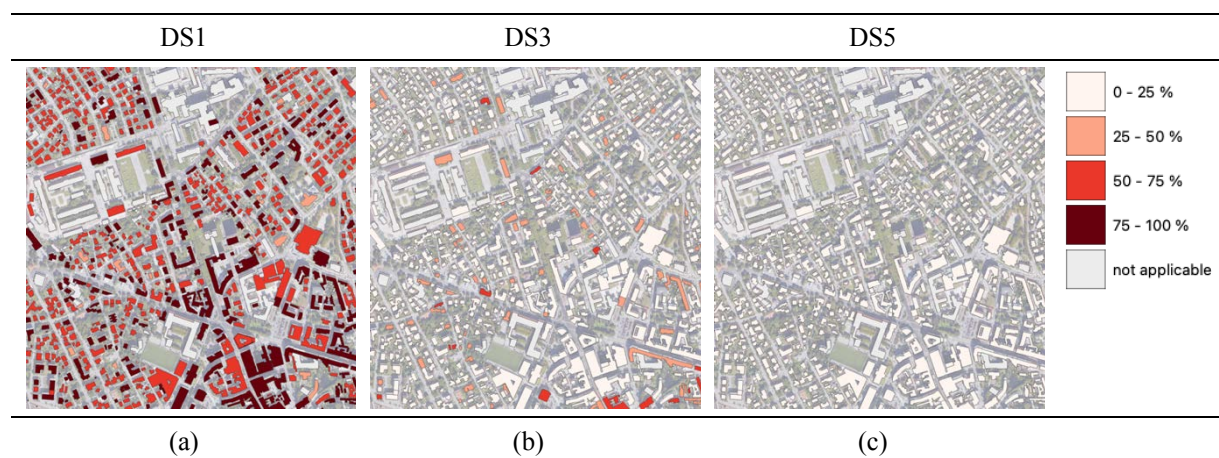 DS1 DS3 DS5
0 - 25 %
25 - 50 %
50 - 75 %
75 - 100 %
not applicable
(a) (b) (c)